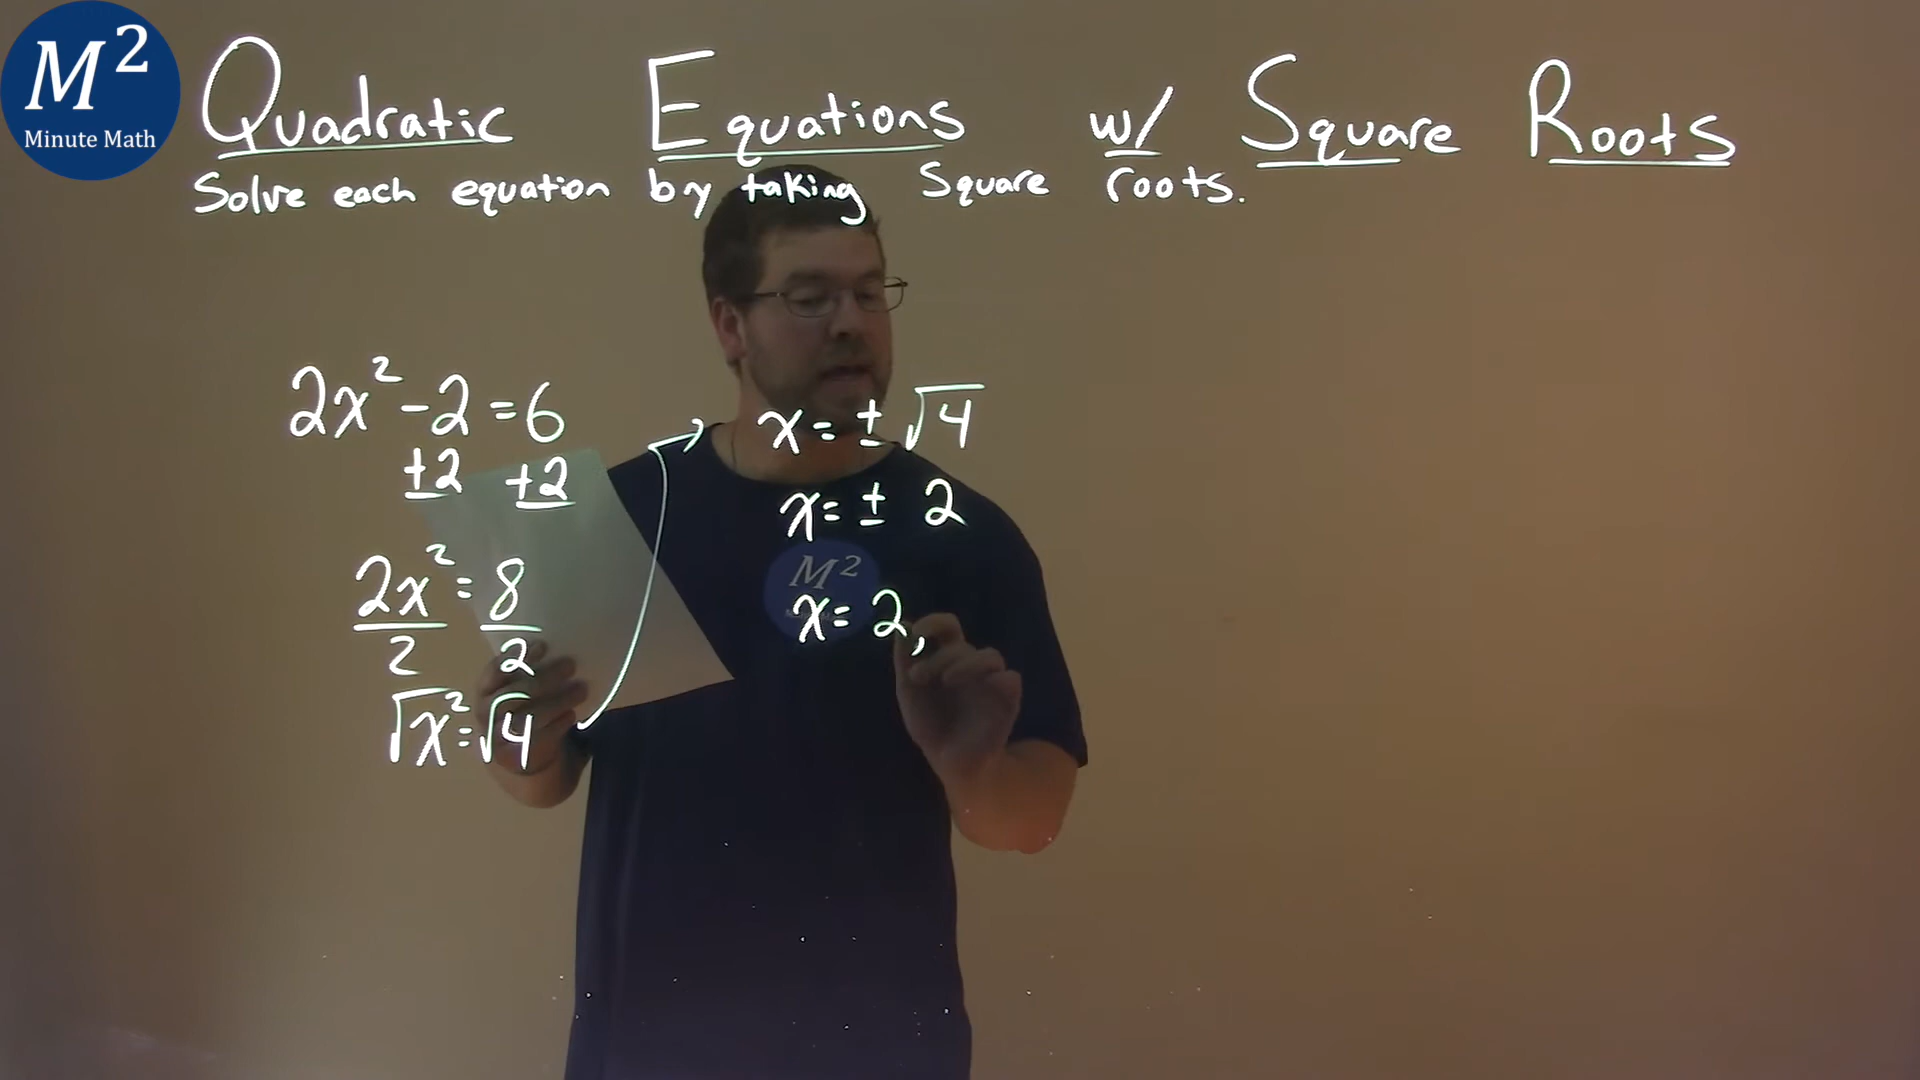 M²
Minute Math
Quadratic Equations w/ Square Roots
Solve each equation by taking Square roots.
2x² - 2 = 6
+2 +2
2x² = 8
2 2
√x² = √4
x = ± √4
x = ± 2
M²
x = 2,